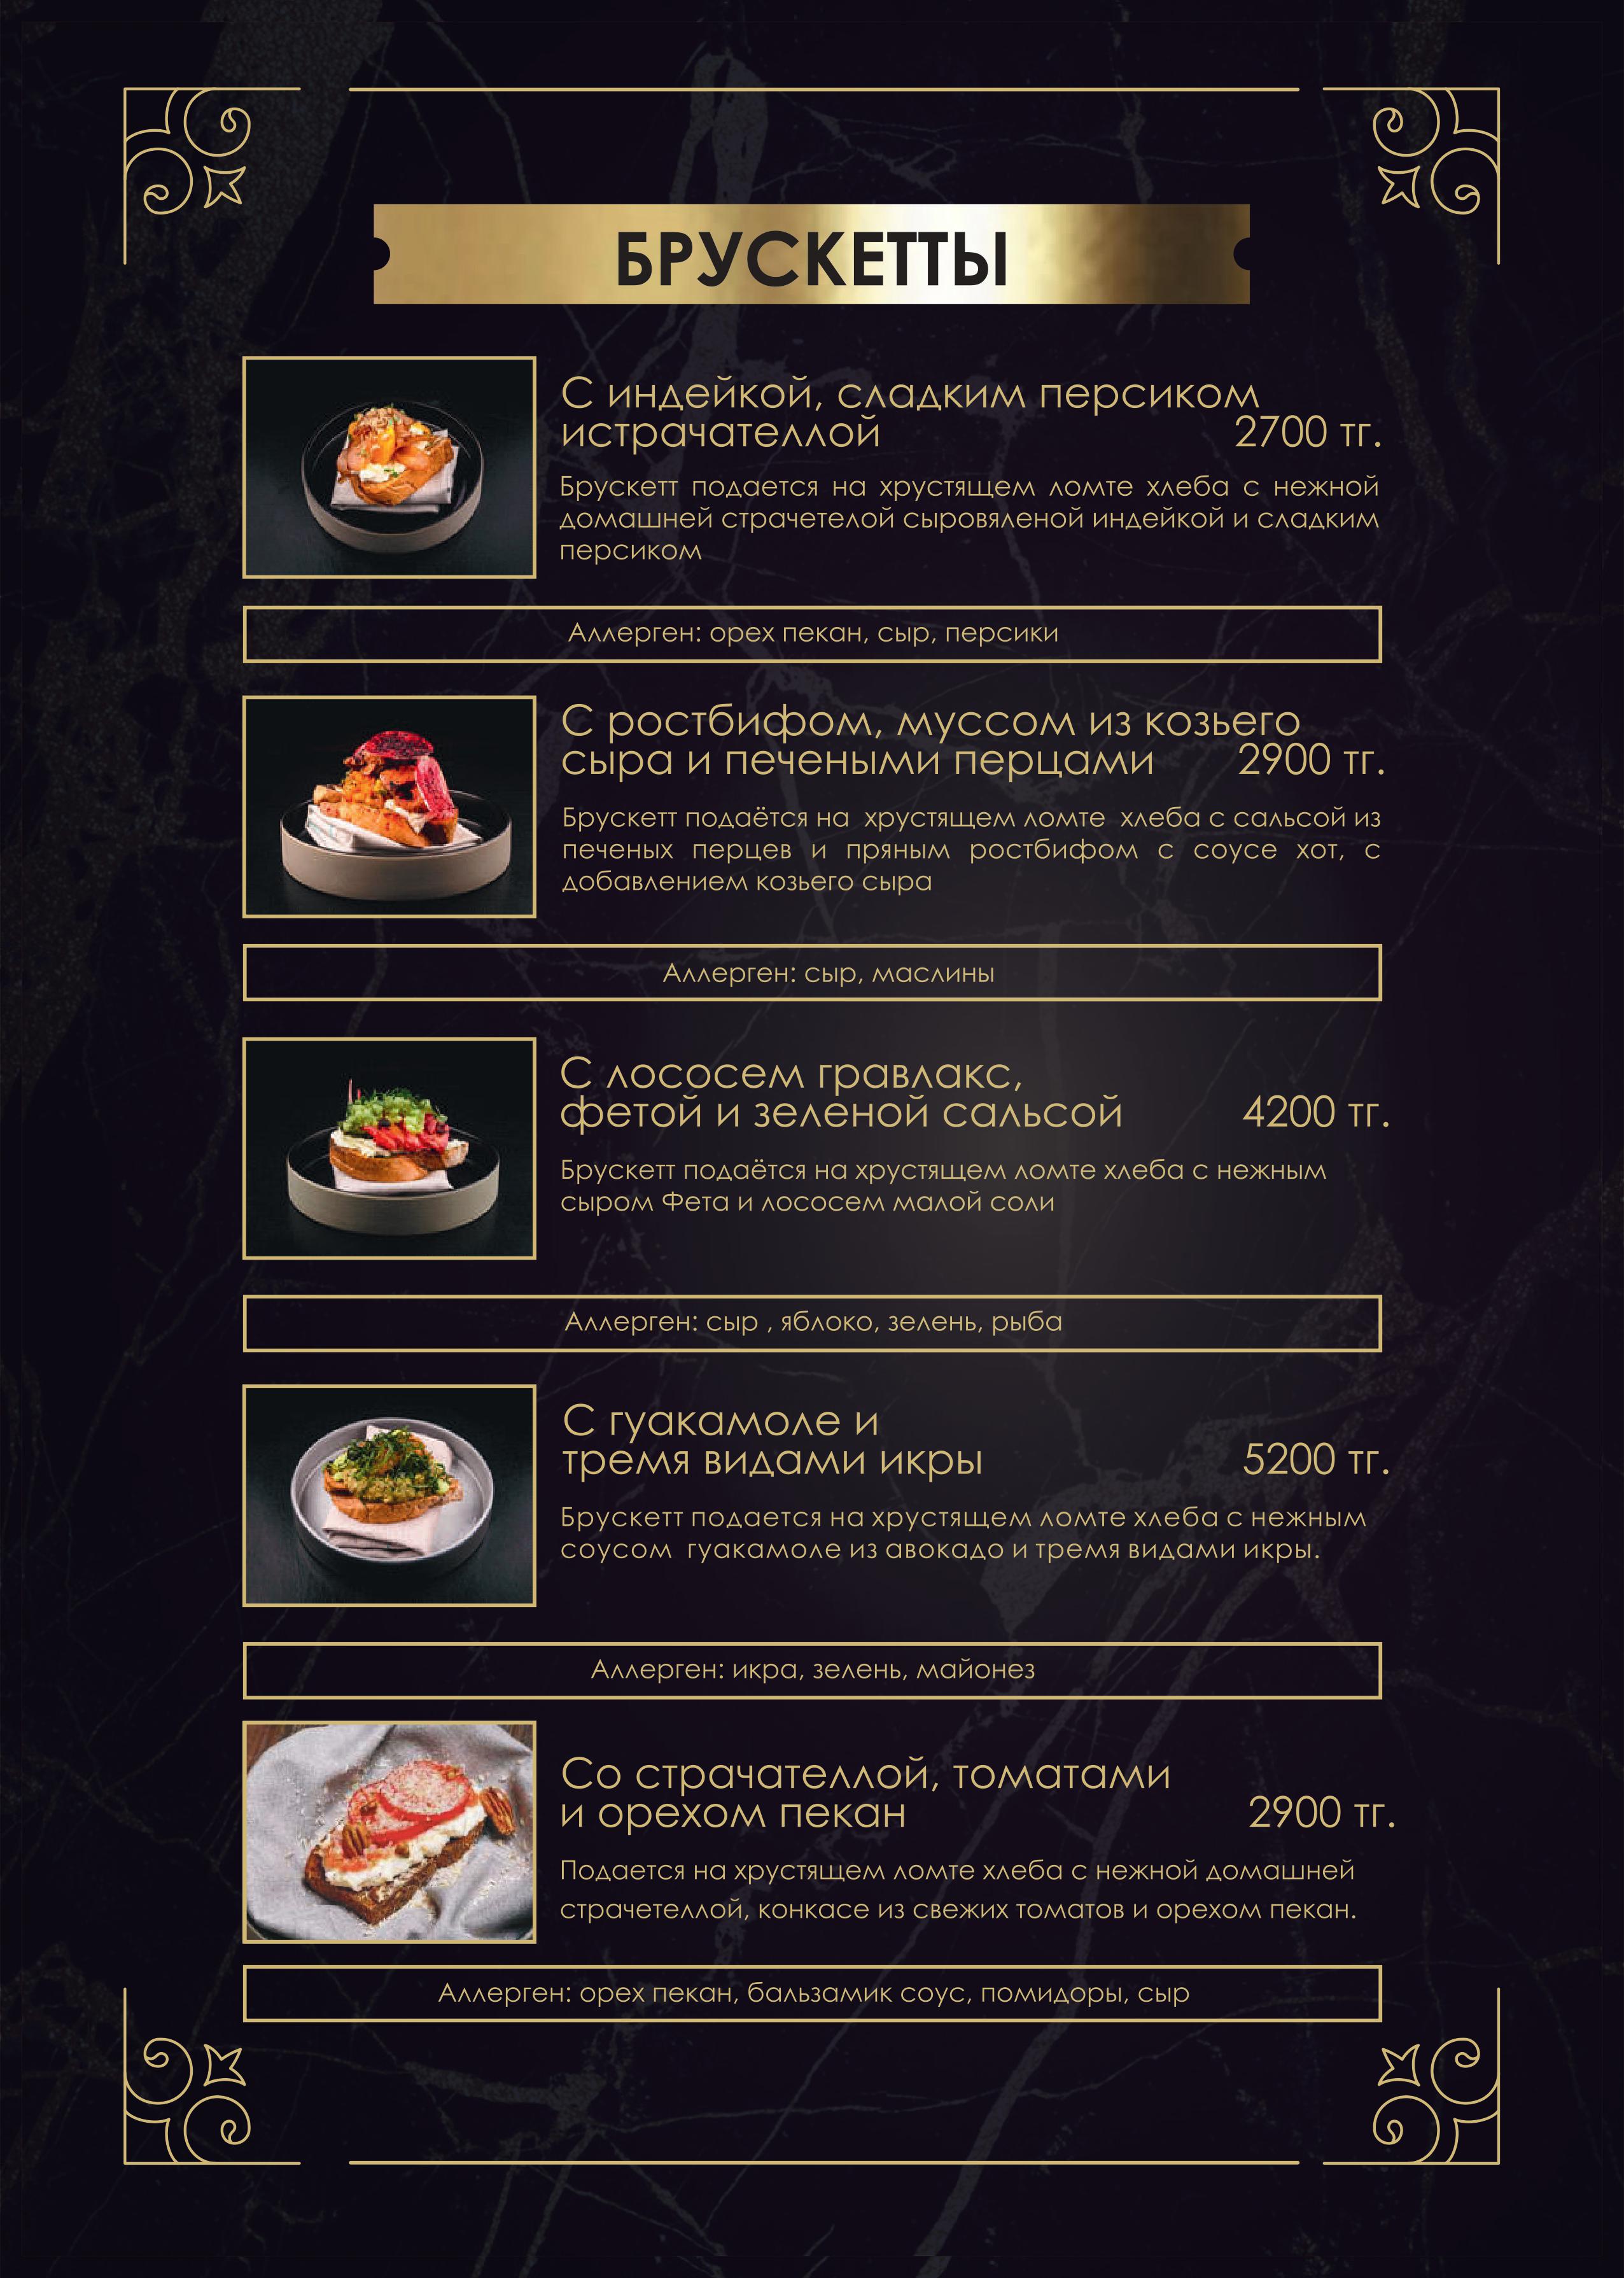 БРУСКЕТТЫ
С индейкой, сладким персиком
истрачателлой 2700 тг.
Брускетт подается на хрустящем ломте хлеба с нежной
домашней страчетелой сыровяленой индейкой и сладким
персиком
Аллерген: орех пекан, сыр, персики
С ростбифом, муссом из козьего
сыра и печеными перцами 2900 тг.
Брускетт подаётся на хрустящем ломте хлеба с сальсой из
печеных перцев и пряным ростбифом с соусе хот, с
добавлением козьего сыра
Аллерген: сыр, маслины
С лососем гравлакс,
фетой и зеленой сальсой 4200 тг.
Брускетт подаётся на хрустящем ломте хлеба с нежным
сыром Фета и лососем малой соли
Аллерген: сыр , яблоко, зелень, рыба
С гуакамоле и
тремя видами икры 5200 тг.
Брускетт подается на хрустящем ломте хлеба с нежным
соусом гуакамоле из авокадо и тремя видами икры.
Аллерген: икра, зелень, майонез
Со страчателлой, томатами
и орехом пекан 2900 тг.
Подается на хрустящем ломте хлеба с нежной домашней
страчетеллой, конкасе из свежих томатов и орехом пекан.
Аллерген: орех пекан, бальзамик соус, помидоры, сыр